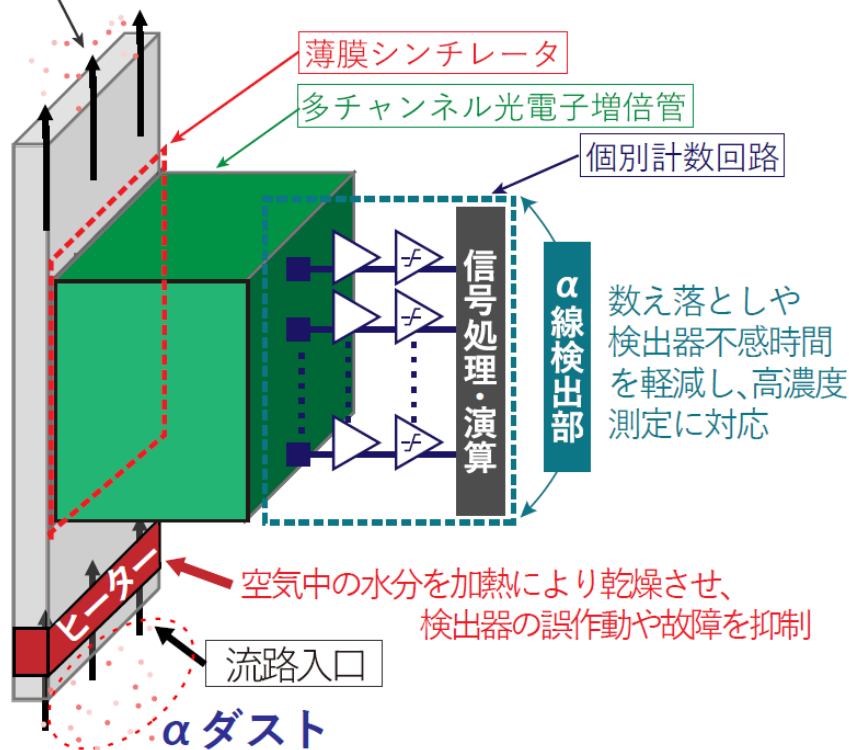 薄膜シンチレータ
多チャンネル光電子増倍管
個別計数回路
信号処理・演算
α線検出部
数え落としや
検出器不感時間
を軽減し、高濃度
測定に対応
ヒーター
空気中の水分を加熱により乾燥させ、
検出器の誤作動や故障を抑制
流路入口
αダスト